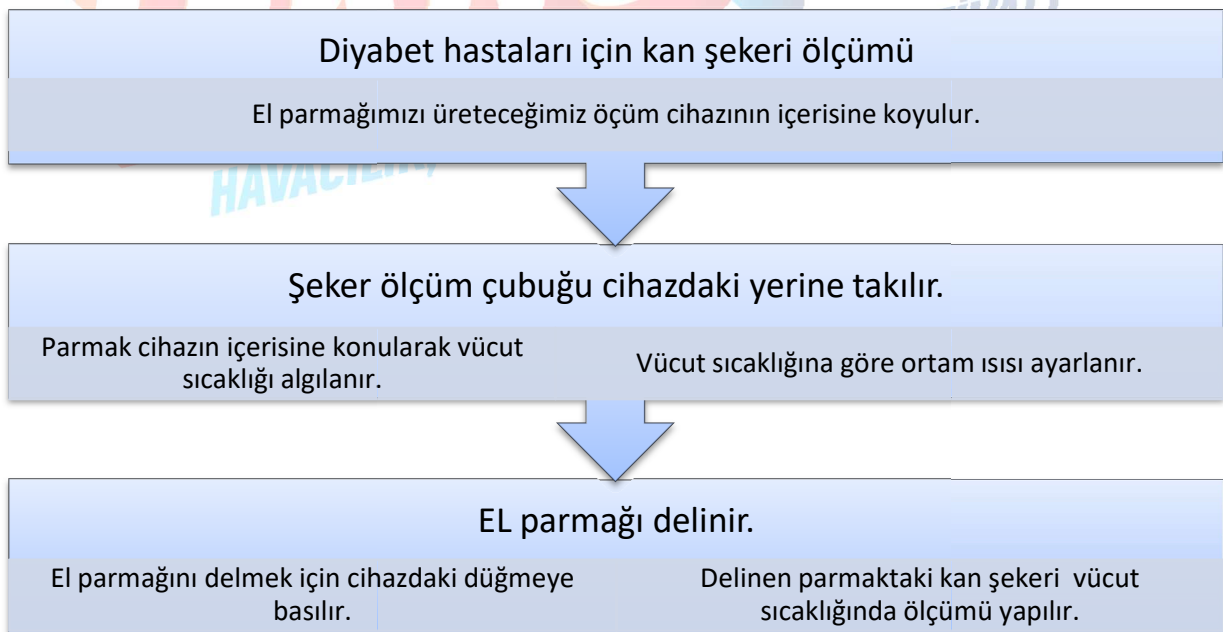 Diyabet hastaları için kan şekeri ölçümü
El parmağımızı üreteceğimiz öçüm cihazının içerisine koyulur.
HAVACILIK,
Şeker ölçüm çubuğu cihazdaki yerine takılır.
Parmak cihazın içerisine konularak vücut
sıcaklığı algılanır.
Vücut sıcaklığına göre ortam ısısı ayarlanır.
EL parmağı delinir.
El parmağını delmek için cihazdaki düğmeye
basılır.
Delinen parmaktaki kan şekeri vücut
sıcaklığında ölçümü yapılır.